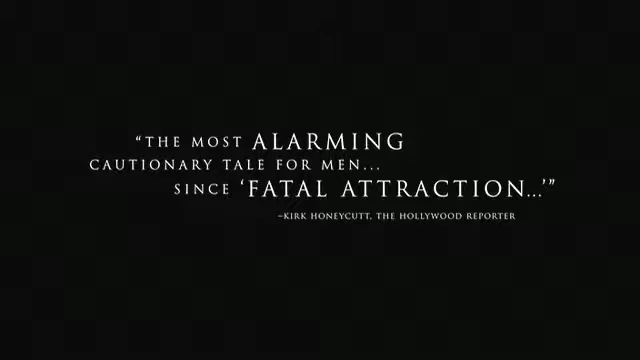 “THE MOST ALARMING
CAUTIONARY TALE FOR MEN...
SINCE ‘FATAL ATTRACTION...’”
–KIRK HONEYCUTT, THE HOLLYWOOD REPORTER